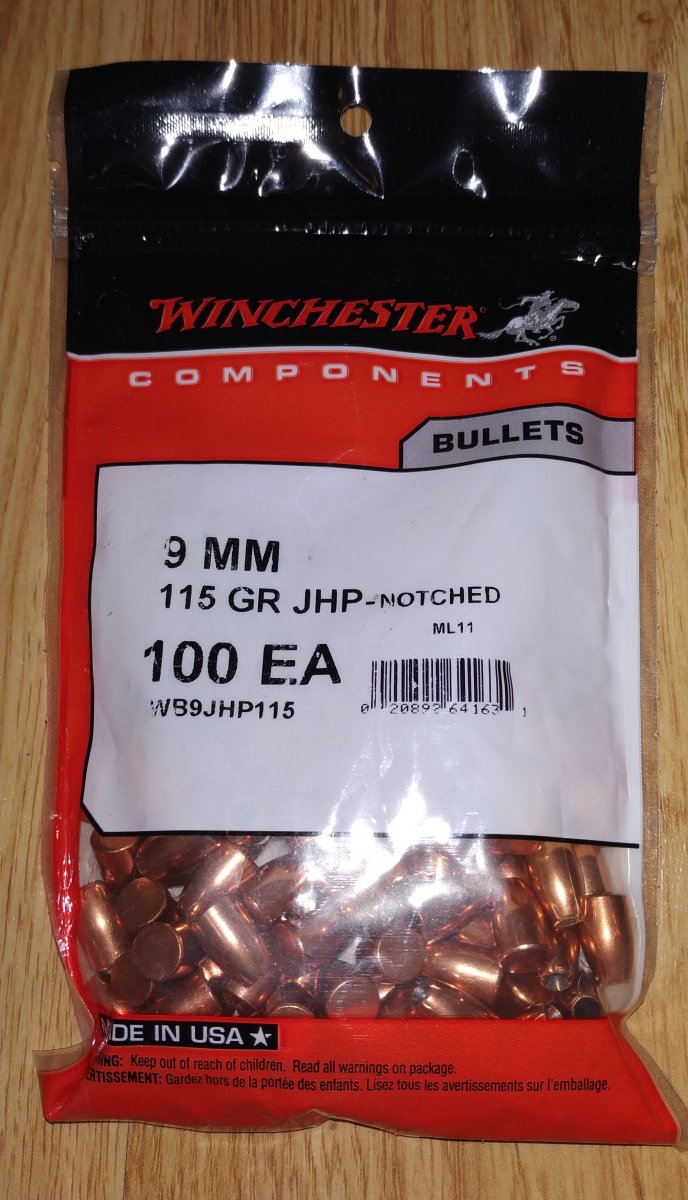 WINCHESTER®
COMPONENTS
BULLETS
9 MM
115 GR JHP-NOTCHED
ML11
100 EA
WB9JHP115
0 20892 64163 1
DE IN USA ★
NING: Keep out of reach of children. Read all warnings on package.
ERTISSEMENT: Gardez hors de la portée des enfants. Lisez tous les avertissements sur l'emballage.